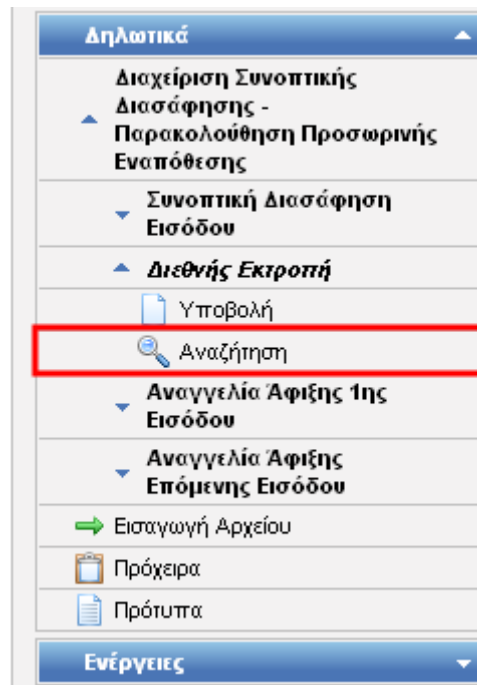 Δηλωτικά
Διαχείριση Συνοπτικής
Διασάφησης -
Παρακολούθηση Προσωρινής
Εναπόθεσης
Συνοπτική Διασάφηση
Εισόδου
Διεθνής Εκτροπή
Υποβολή
Αναζήτηση
Αναγγελία Άφιξης 1ης
Εισόδου
Αναγγελία Άφιξης
Επόμενης Εισόδου
Εισαγωγή Αρχείου
Πρόχειρα
Πρότυπα
Ενέργειες